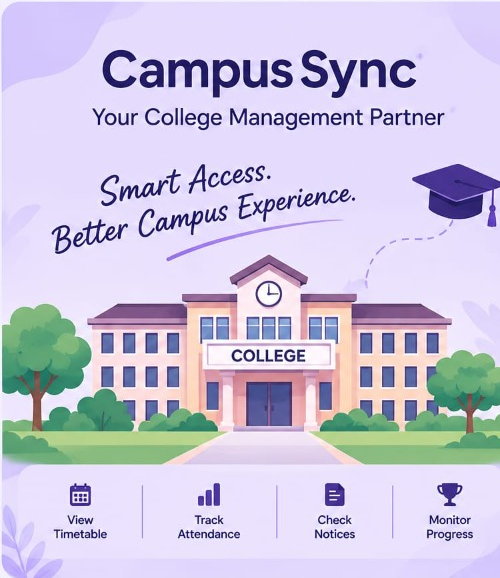 Campus Sync
Your College Management Partner
Smart Access.
Better Campus Experience.
COLLEGE
View
Timetable
Track
Attendance
Check
Notices
Monitor
Progress